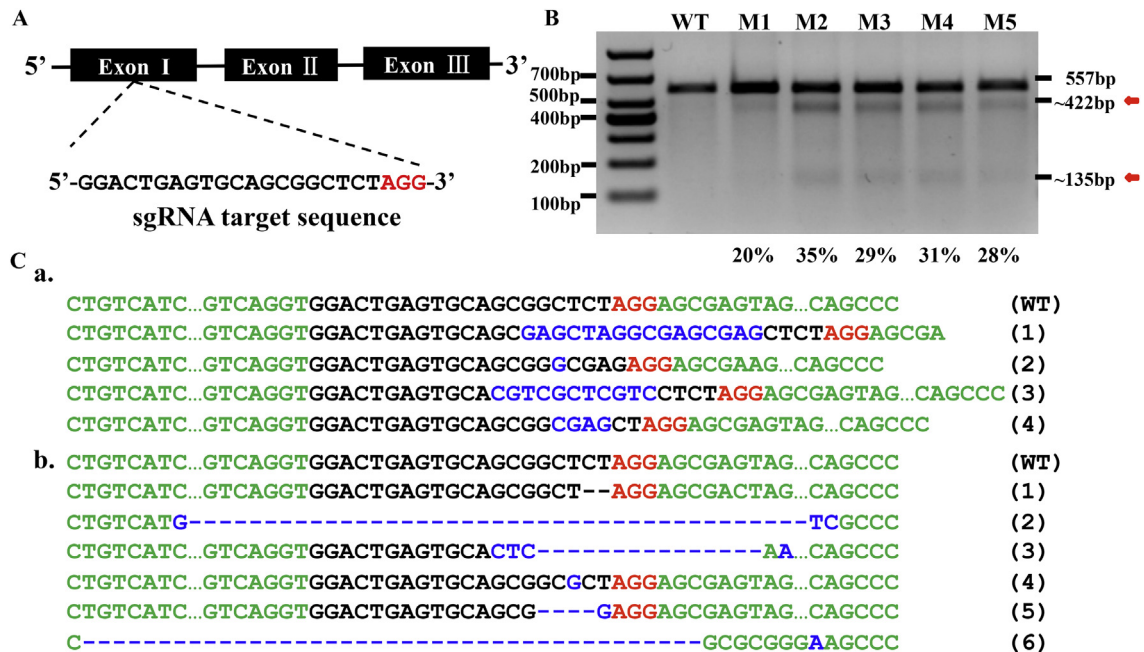 A
5’ Exon I Exon II Exon III 3’
5’-GGACTGAGTGCAGCGGCTCTAGG-3’
sgRNA target sequence
B
WT M1 M2 M3 M4 M5
700bp
500bp
400bp
200bp
100bp
557bp
~422bp
~135bp
20% 35% 29% 31% 28%
C a.
CTGTCATC...GTCAGGTGGACTGAGTGCAGCGGCTCTAGGAGCGAGTAG...CAGCCC (WT)
CTGTCATC...GTCAGGTGGACTGAGTGCAGCGAGCTAGGCGAGCGAGCTCTAGGAGCGA (1)
CTGTCATC...GTCAGGTGGACTGAGTGCAGCGGGCGAGAGGAGCGAAG...CAGCCC (2)
CTGTCATC...GTCAGGTGGACTGAGTGCACGTCGCTCGTCCTCTAGGAGCGAGTAG...CAGCCC (3)
CTGTCATC...GTCAGGTGGACTGAGTGCAGCGGCGAGCTAGGAGCGAGTAG...CAGCCC (4)
b.
CTGTCATC...GTCAGGTGGACTGAGTGCAGCGGCTCTAGGAGCGAGTAG...CAGCCC (WT)
CTGTCATC...GTCAGGTGGACTGAGTGCAGCGGCT--AGGAGCGACTAG...CAGCCC (1)
CTGTCATG-----------------------------------------TCGCCC (2)
CTGTCATC...GTCAGGTGGACTGAGTGCACTC---------------AA...CAGCCC (3)
CTGTCATC...GTCAGGTGGACTGAGTGCAGCGGCGCTAGGAGCGAGTAG...CAGCCC (4)
CTGTCATC...GTCAGGTGGACTGAGTGCAGCG----GAGGAGCGAGTAG...CAGCCC (5)
C-----------------------------------------GCGCGGGAAGCCC (6)